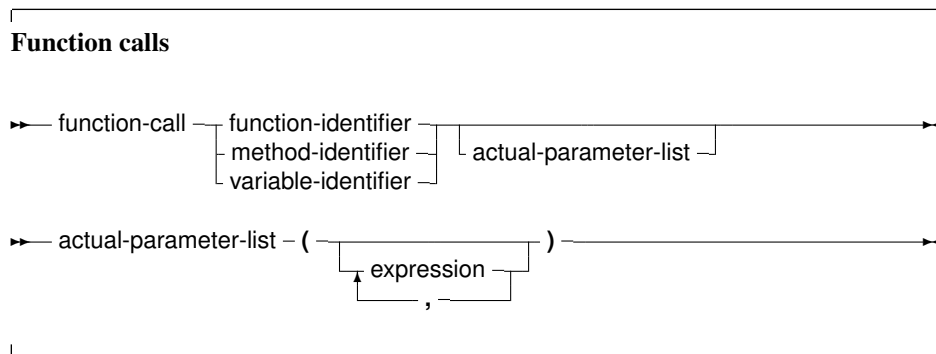 Function calls
function-call function-identifier
method-identifier actual-parameter-list
variable-identifier
actual-parameter-list ( )
expression
,